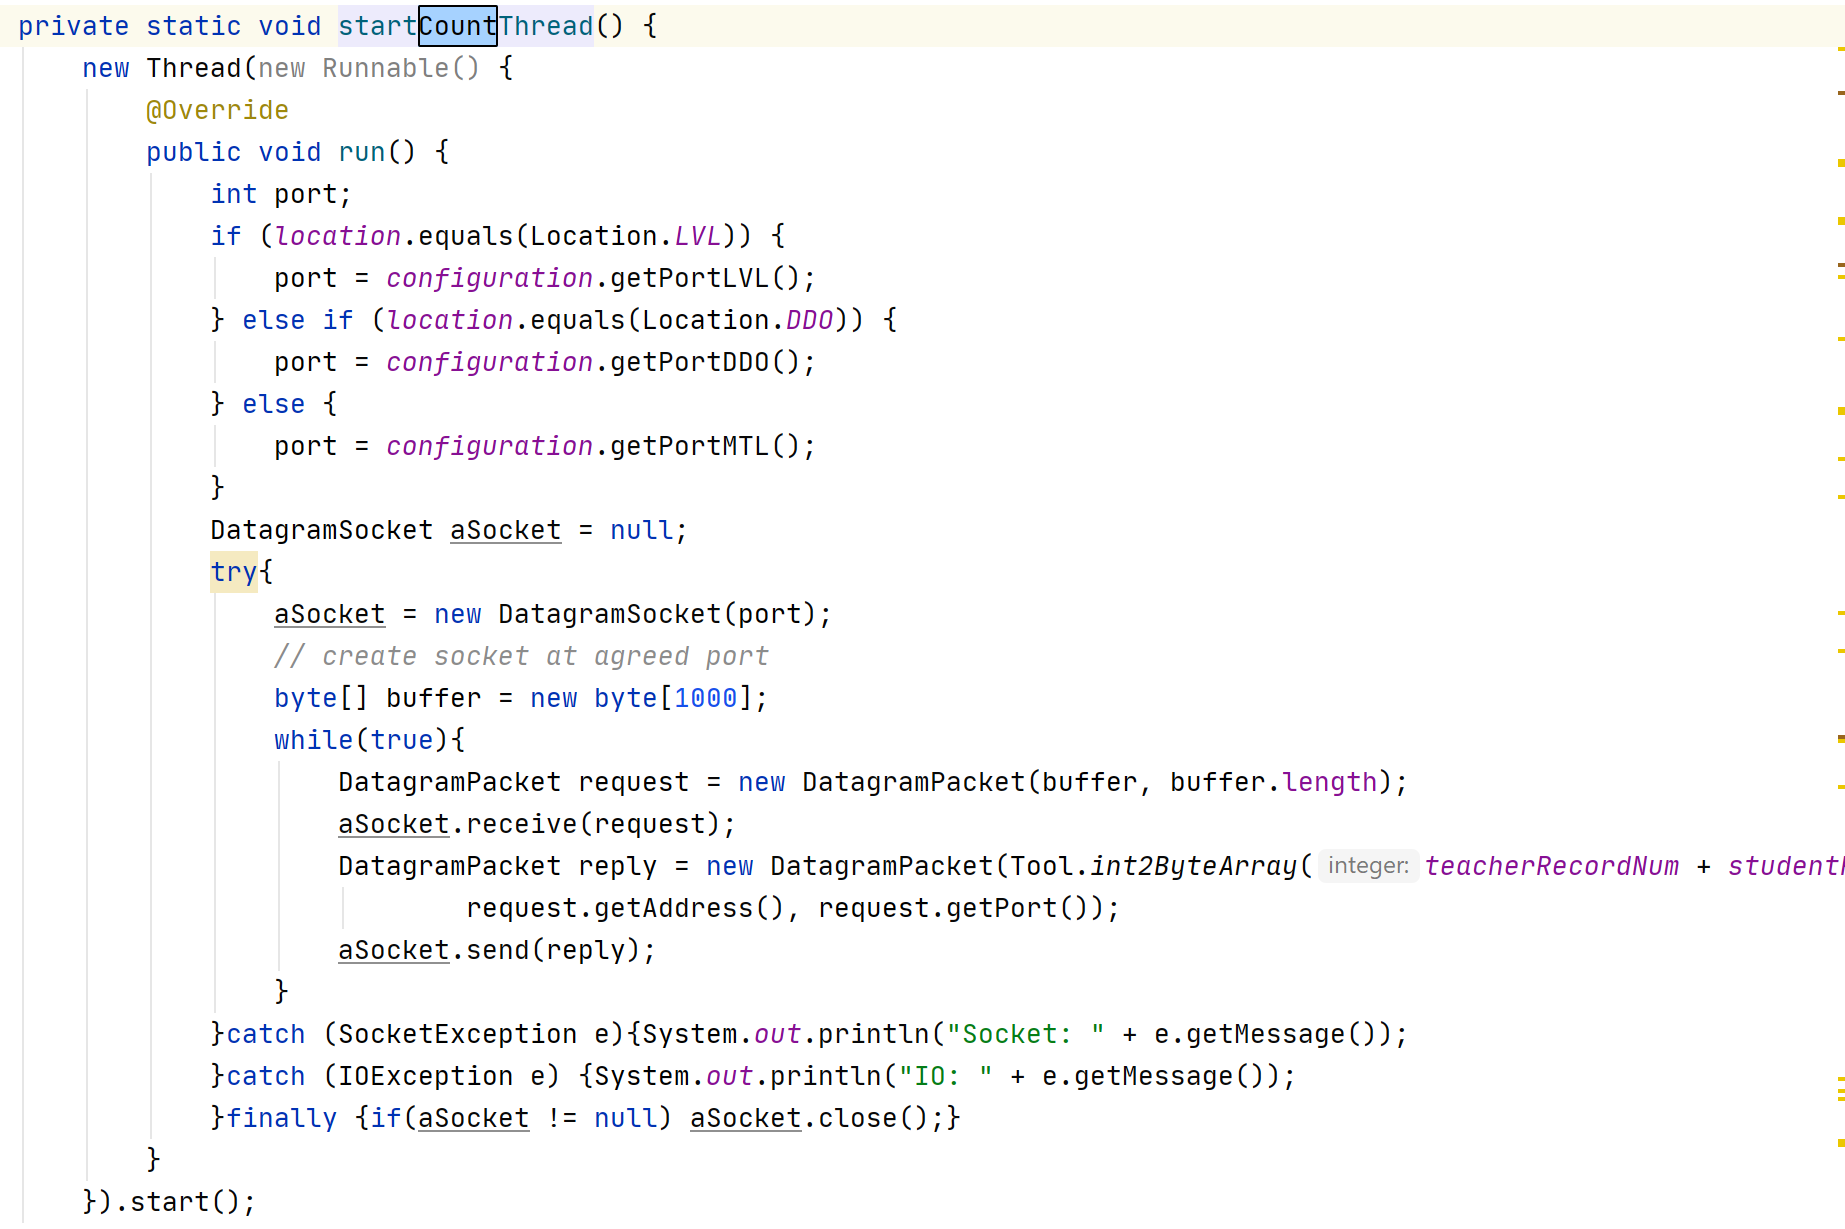 private static void startCountThread() {
    new Thread(new Runnable() {
        @Override
        public void run() {
            int port;
            if (location.equals(Location.LVL)) {
                port = configuration.getPortLVL();
            } else if (location.equals(Location.DDO)) {
                port = configuration.getPortDDO();
            } else {
                port = configuration.getPortMTL();
            }
            DatagramSocket aSocket = null;
            try{
                aSocket = new DatagramSocket(port);
                // create socket at agreed port
                byte[] buffer = new byte[1000];
                while(true){
                    DatagramPacket request = new DatagramPacket(buffer, buffer.length);
                    aSocket.receive(request);
                    DatagramPacket reply = new DatagramPacket(Tool.int2ByteArray( integer: teacherRecordNum +
                            request.getAddress(), request.getPort());
                    aSocket.send(reply);
                }
            }catch (SocketException e){System.out.println("Socket: " + e.getMessage());
            }catch (IOException e) {System.out.println("IO: " + e.getMessage());
            }finally {if(aSocket != null) aSocket.close();}
        }
    }).start();